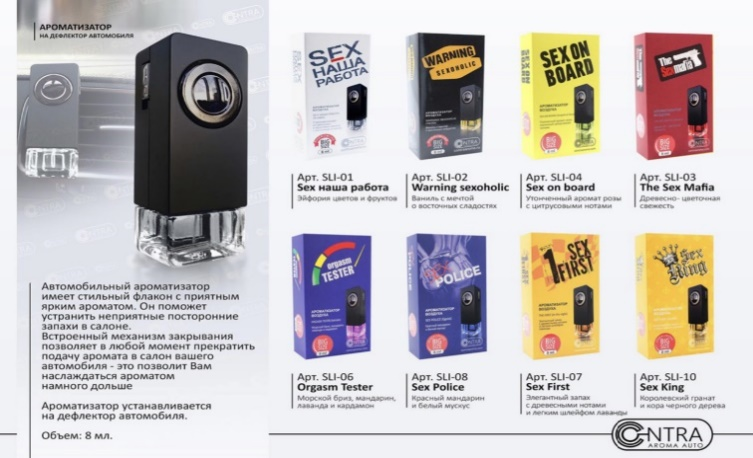 АРОМАТИЗАТОР
НА ДЕФЛЕКТОР АВТОМОБИЛЯ
CONTRA
SEX
НАША
РАБОТА
WARNING
SEXOHOLIC
SEX ON
BOARD
The
Sex mafia
Арт. SLI-01
Sex наша работа
Эйфория цветов и фруктов
Арт. SLI-02
Warning sexoholic
Ваниль с мечтой
о восточных сладостях
Арт. SLI-04
Sex on board
Утонченный аромат розы
с цитрусовыми нотами
Арт. SLI-03
The Sex Mafia
Древесно- цветочная
свежесть
orgasm
TESTER
SEX POLICE
1 SEX
FIRST
Sex
King
Автомобильный ароматизатор
имеет стильный флакон с приятным
ярким ароматом. Он поможет
устранить неприятные посторонние
запахи в салоне.
Встроенный механизм закрывания
позволяет в любой момент прекратить
подачу аромата в салон вашего
автомобиля - это позволит Вам
наслаждаться ароматом
намного дольше
Ароматизатор устанавливается
на дефлектор автомобиля.
Объем: 8 мл.
Арт. SLI-06
Orgasm Tester
Морской бриз, мандарин,
лаванда и кардамон
Арт. SLI-08
Sex Police
Красный мандарин
и белый мускус
Арт. SLI-07
Sex First
Элегантный запах
с древесными нотами
и легким шлейфом лаванды
Арт. SLI-10
Sex King
Королевский гранат
и кора черного дерева
CONTRA
AROMA AUTO